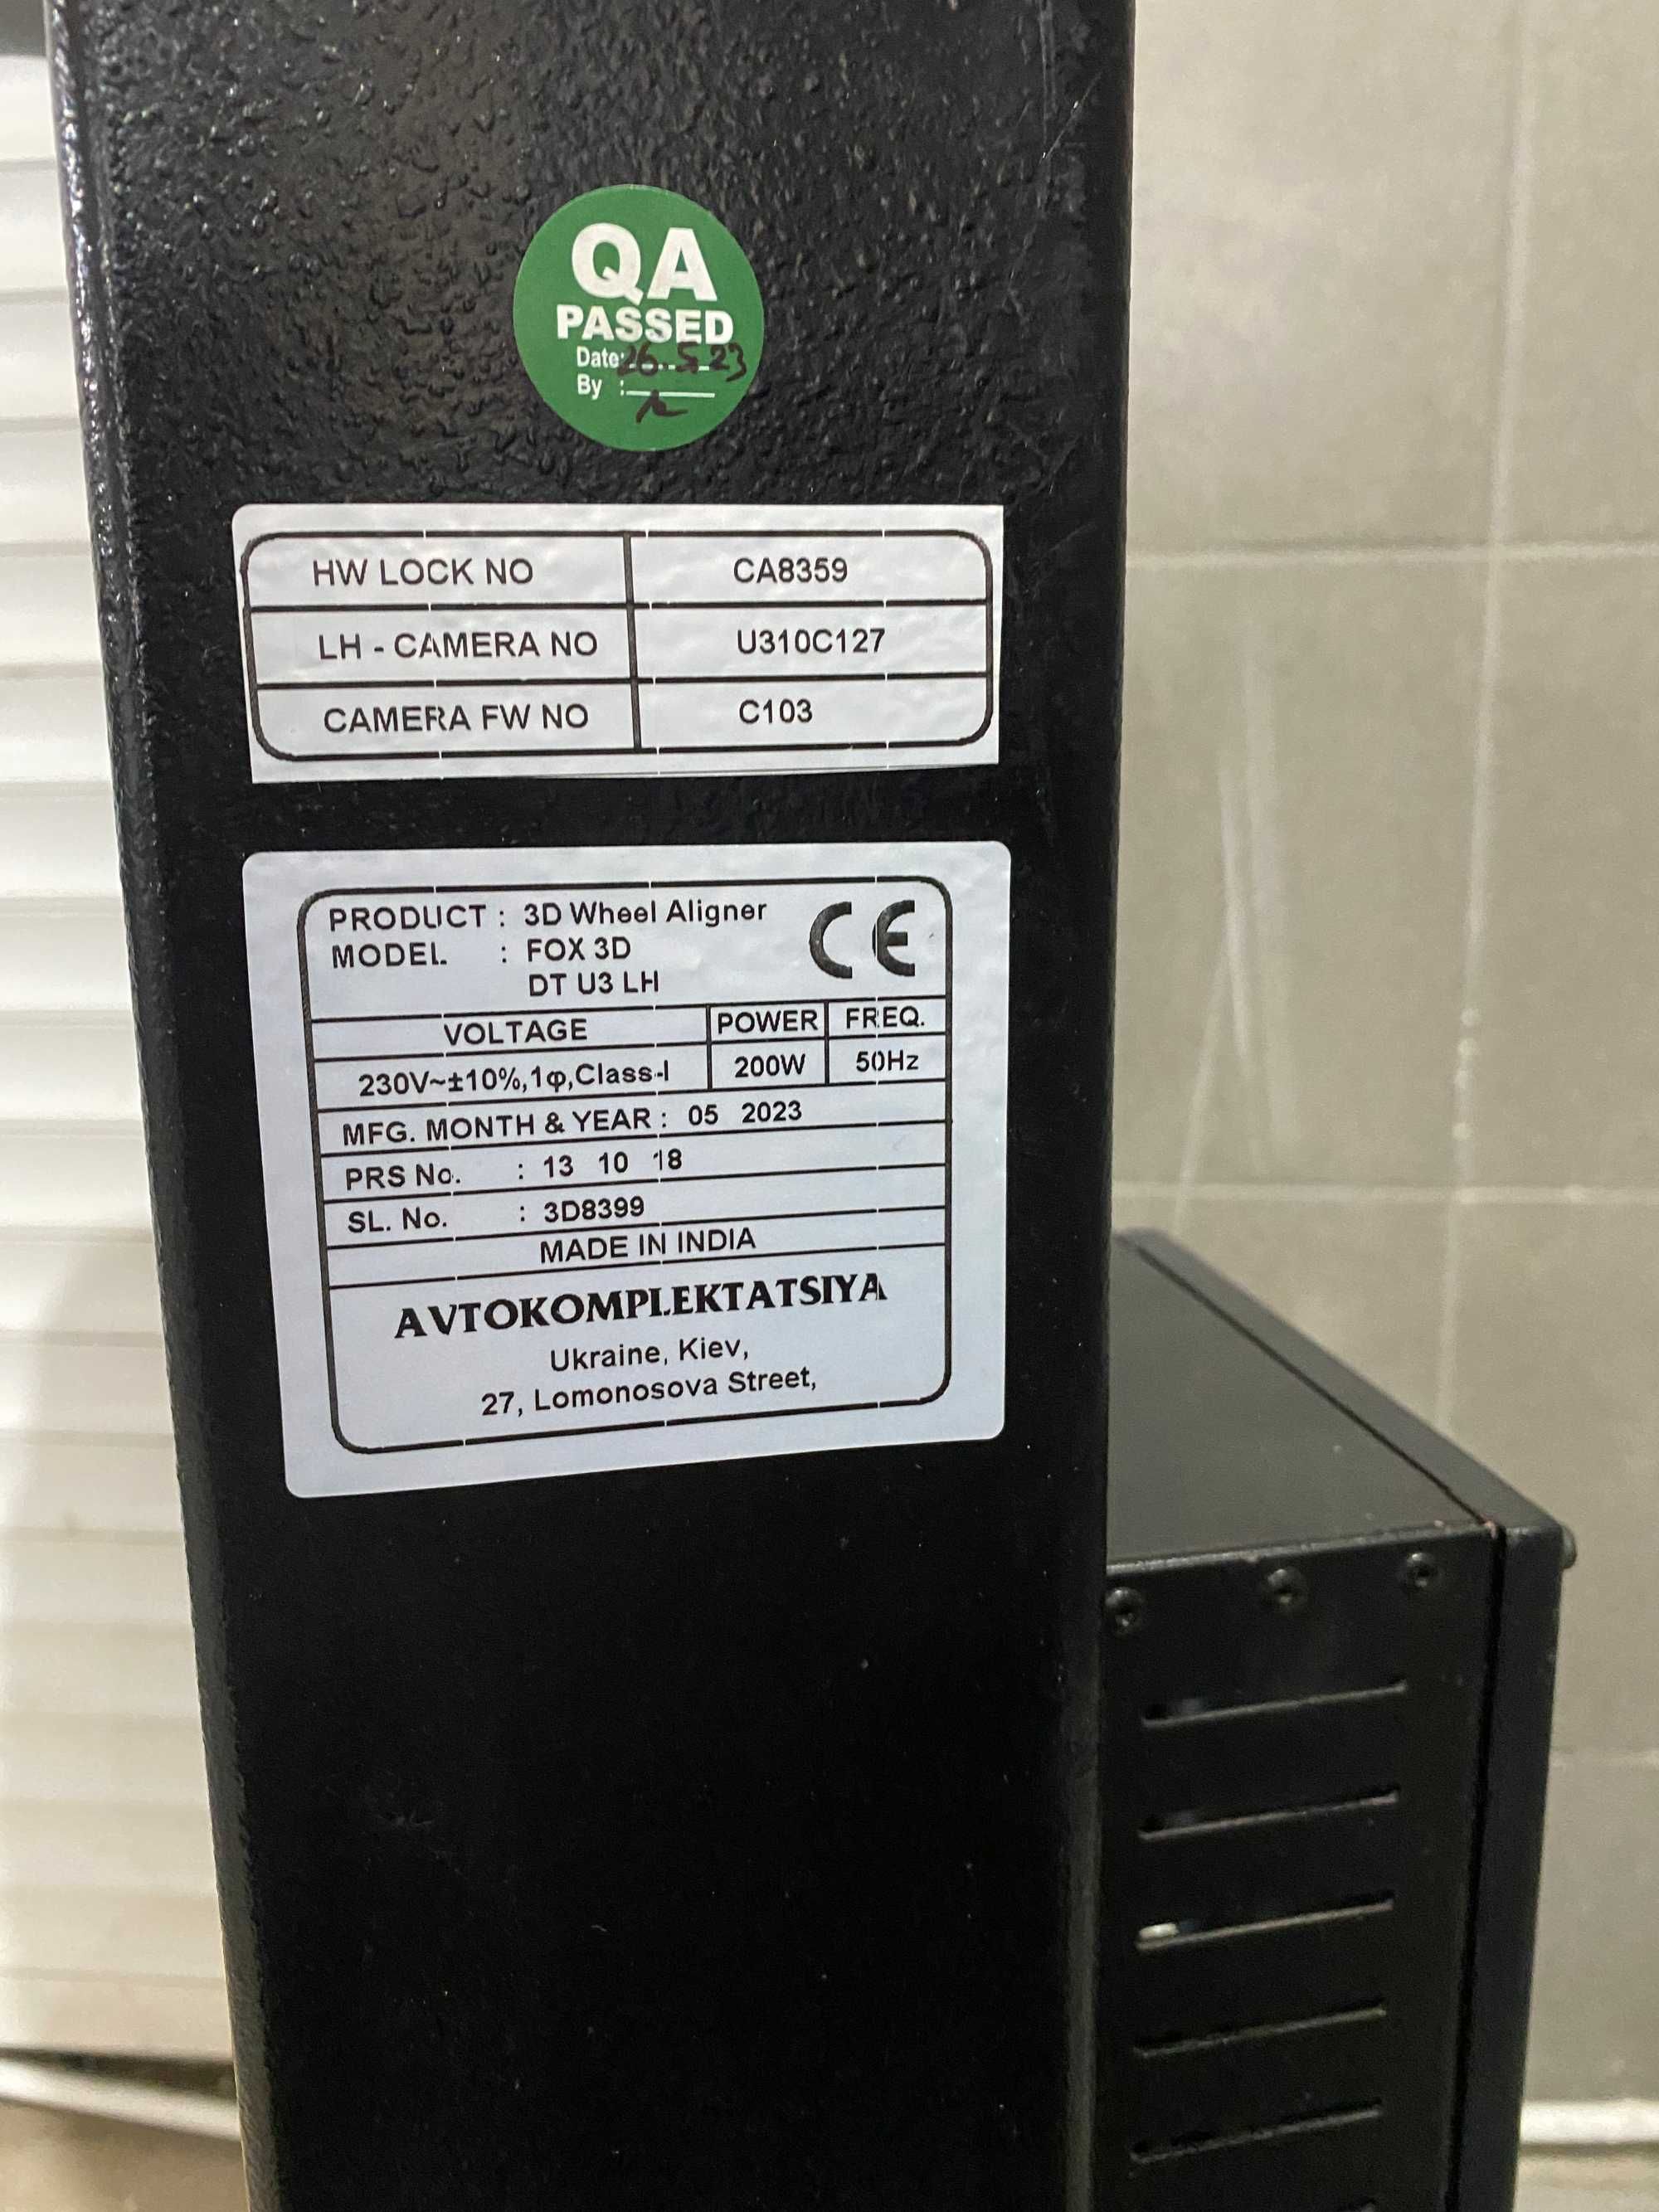 QA
PASSED
Date: 26.5.23
By :
HW LOCK NO CA8359
LH - CAMERA NO U310C127
CAMERA FW NO C103
PRODUCT : 3D Wheel Aligner CE
MODEL : FOX 3D
DT U3 LH
VOLTAGE POWER FREQ.
230V~±10%,1φ,Class-I 200W 50Hz
MFG. MONTH & YEAR : 05 2023
PRS No. : 13 10 18
SL. No. : 3D8399
MADE IN INDIA
AVTOKOMPLEKTATSIYA
Ukraine, Kiev,
27, Lomonosova Street,